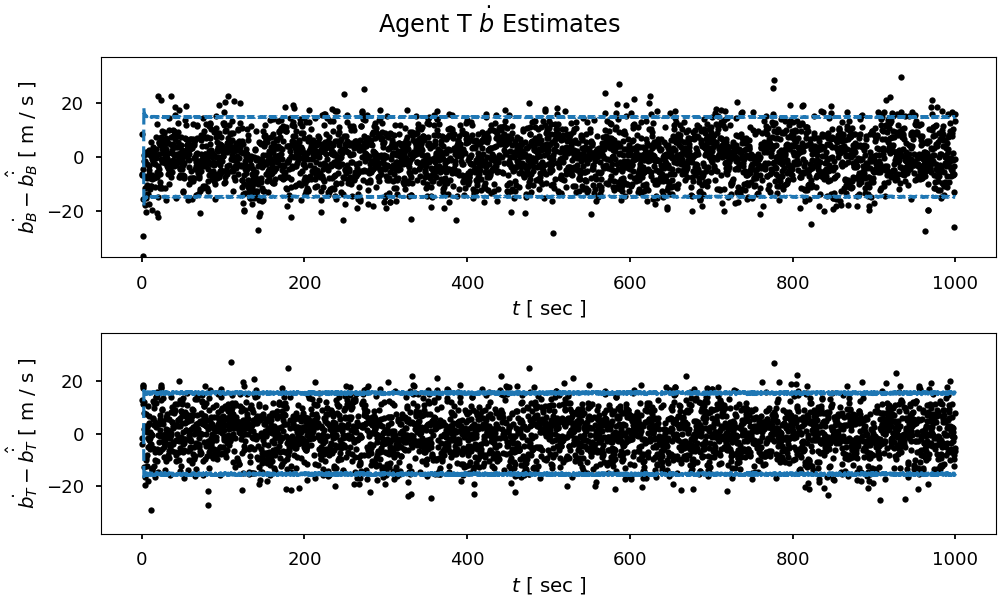 Agent T ḃ Estimates
ḃ_B − ḃ̂_B [ m / s ]
20
0
−20
0 200 400 600 800 1000
t [ sec ]
ḃ_T − ḃ̂_T [ m / s ]
20
0
−20
0 200 400 600 800 1000
t [ sec ]